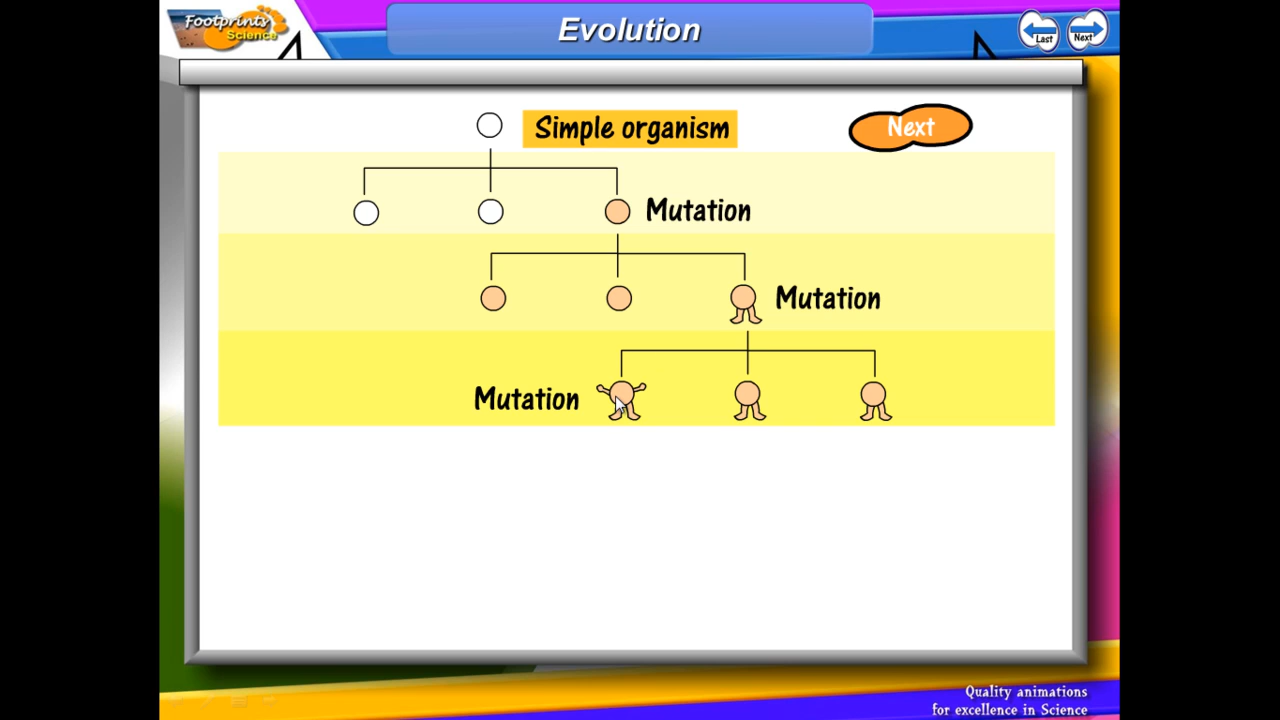 Footprints
Science
Evolution
Last
Next
Simple organism
Next
Mutation
Mutation
Mutation
Quality animations
for excellence in Science